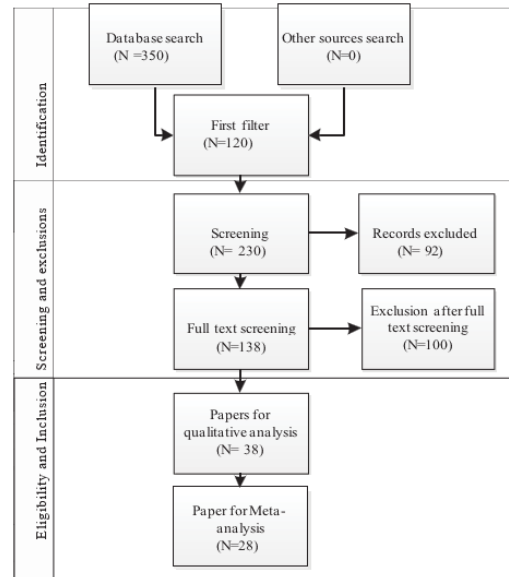 Identification
Database search
(N =350)
Other sources search
(N=0)
First filter
(N=120)
Screening and exclusions
Screening
(N= 230)
Records excluded
(N= 92)
Full text screening
(N=138)
Exclusion after full
text screening
(N=100)
Eligibility and Inclusion
Papers for
qualitative analysis
(N= 38)
Paper for Meta-
analysis
(N=28)